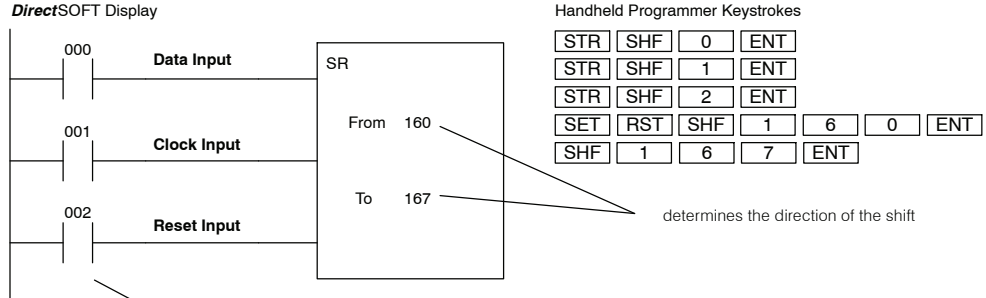 DirectSOFT Display
000
Data Input
001
Clock Input
002
Reset Input
SR
From 160
To 167
Handheld Programmer Keystrokes
STR SHF 0 ENT
STR SHF 1 ENT
STR SHF 2 ENT
SET RST SHF 1 6 0 ENT
SHF 1 6 7 ENT
determines the direction of the shift